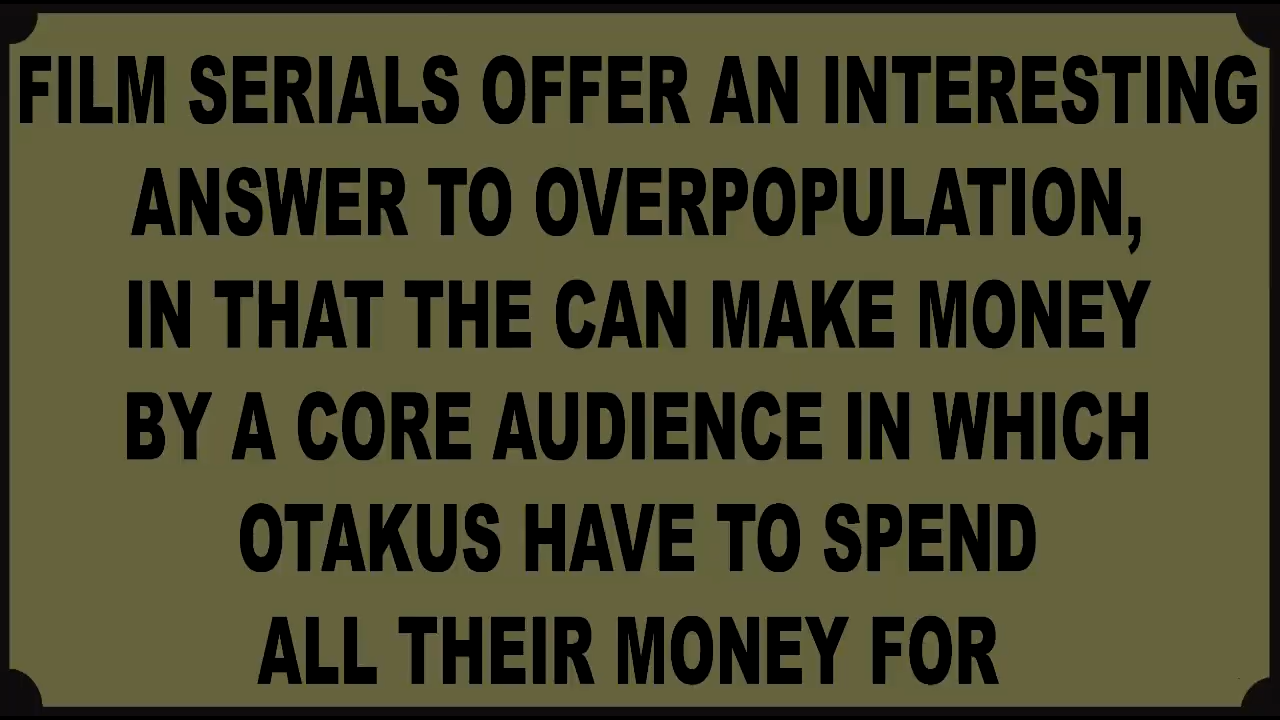 FILM SERIALS OFFER AN INTERESTING
ANSWER TO OVERPOPULATION,
IN THAT THE CAN MAKE MONEY
BY A CORE AUDIENCE IN WHICH
OTAKUS HAVE TO SPEND
ALL THEIR MONEY FOR